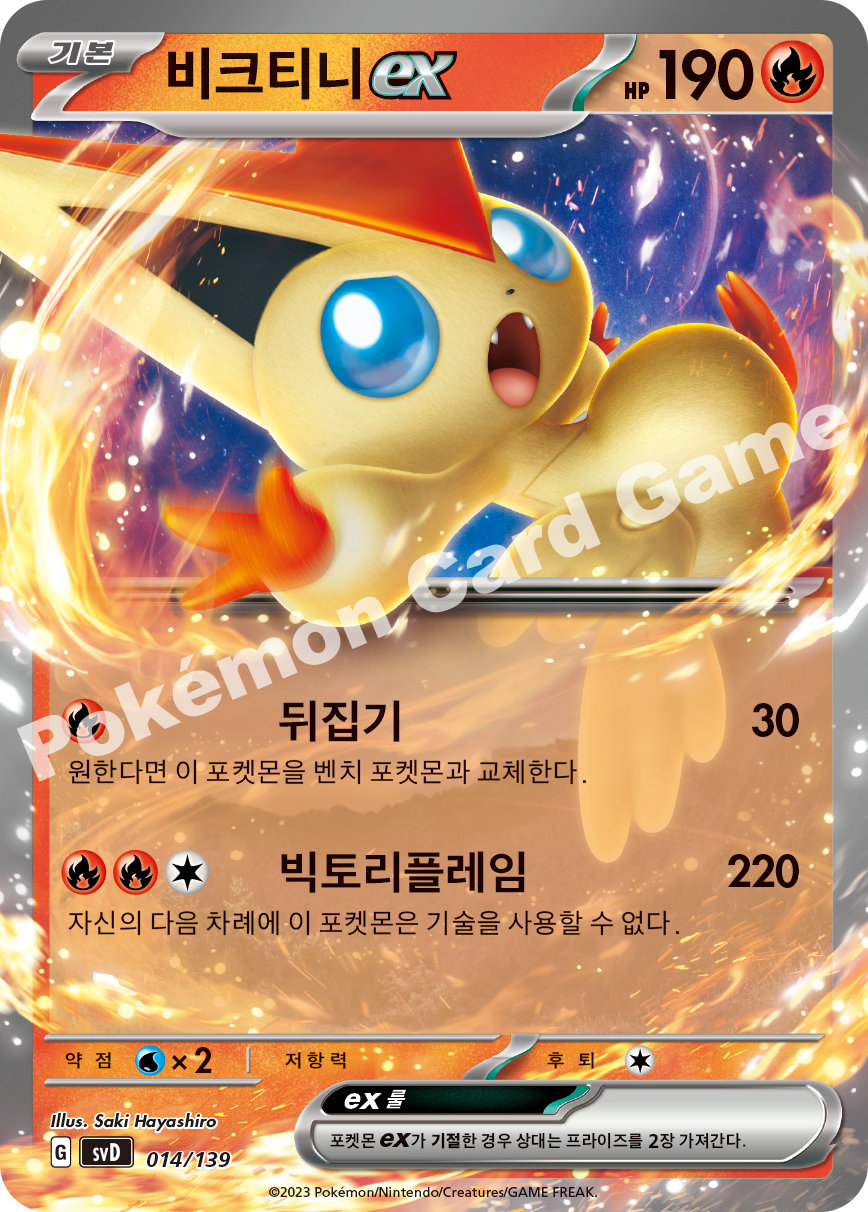 기본 비크티니 ex HP 190
Pokémon Card Game
뒤집기 30
원한다면 이 포켓몬을 벤치 포켓몬과 교체한다.
빅토리플레임 220
자신의 다음 차례에 이 포켓몬은 기술을 사용할 수 없다.
약점 ×2 저항력 후퇴
ex 룰
포켓몬 ex가 기절한 경우 상대는 프라이즈를 2장 가져간다.
Illus. Saki Hayashiro
G svD 014/139
©2023 Pokémon/Nintendo/Creatures/GAME FREAK.